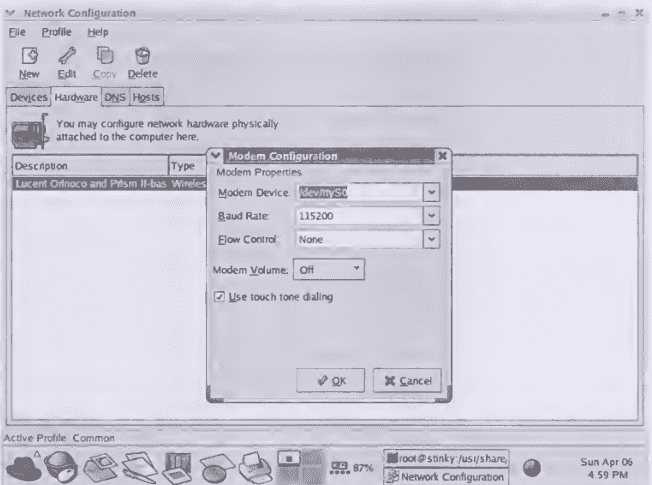 Network Configuration
File Profile Help
New Edit Copy Delete
Devices Hardware DNS Hosts
You may configure network hardware physically
attached to the computer here.
Description Type
Lucent Orinoco and Prism II-bas Wireles
Modem Configuration
Modem Properties
Modem Device: /dev/ttyS0
Baud Rate: 115200
Flow Control: None
Modem Volume: Off
Use touch tone dialing
OK Cancel
Active Profile Common
87%
root@stinky:/usr/share,
Network Configuration
Sun Apr 06
4.59 PM